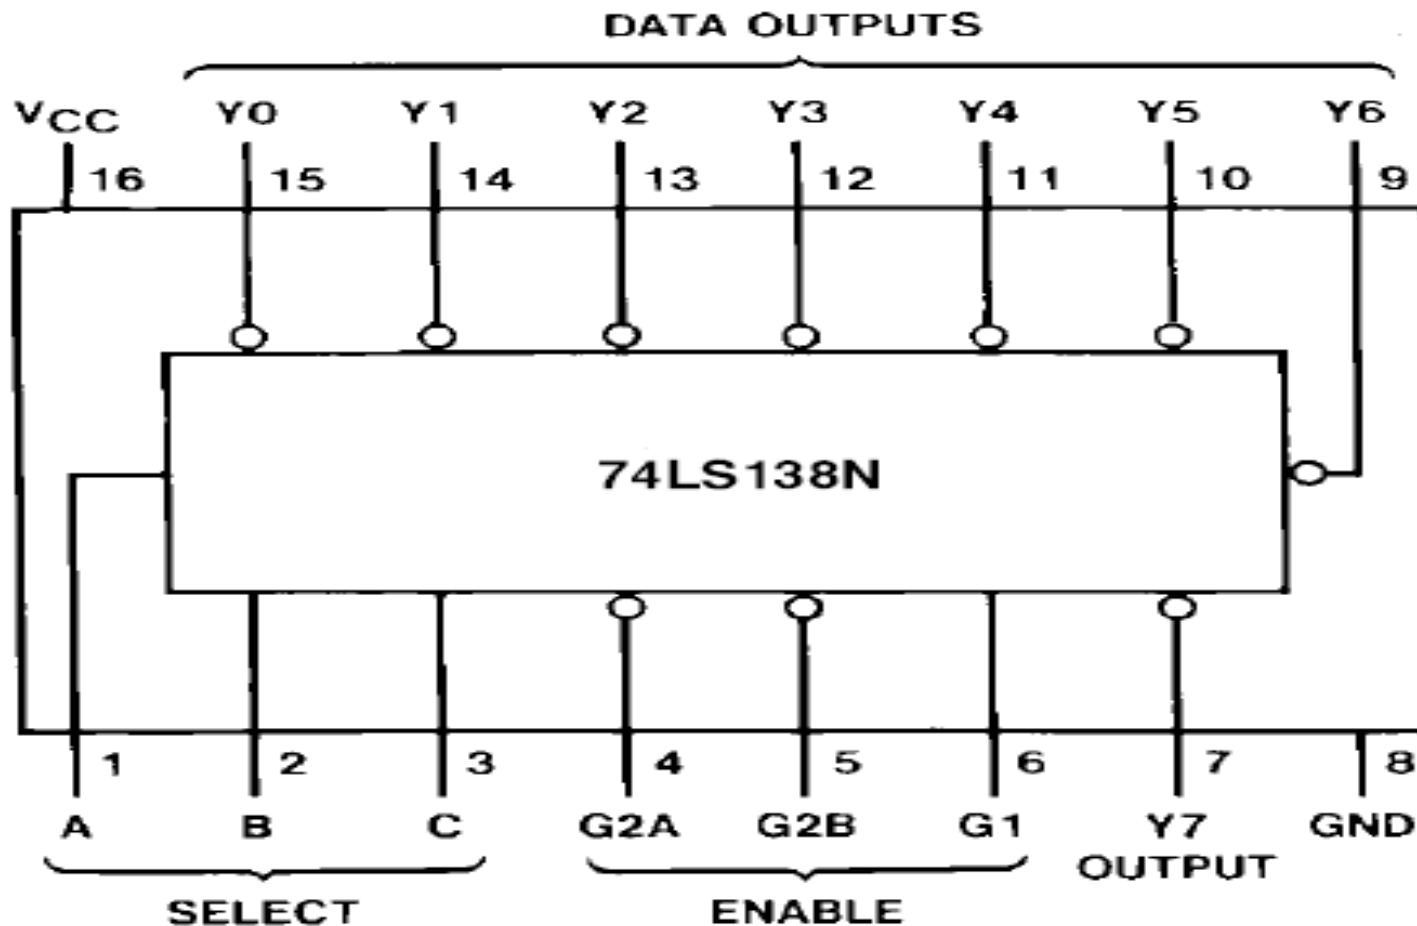 DATA OUTPUTS
VCC Y0 Y1 Y2 Y3 Y4 Y5 Y6
16 15 14 13 12 11 10 9
74LS138N
1 2 3 4 5 6 7 8
A B C G2A G2B G1 Y7 GND
OUTPUT
SELECT ENABLE